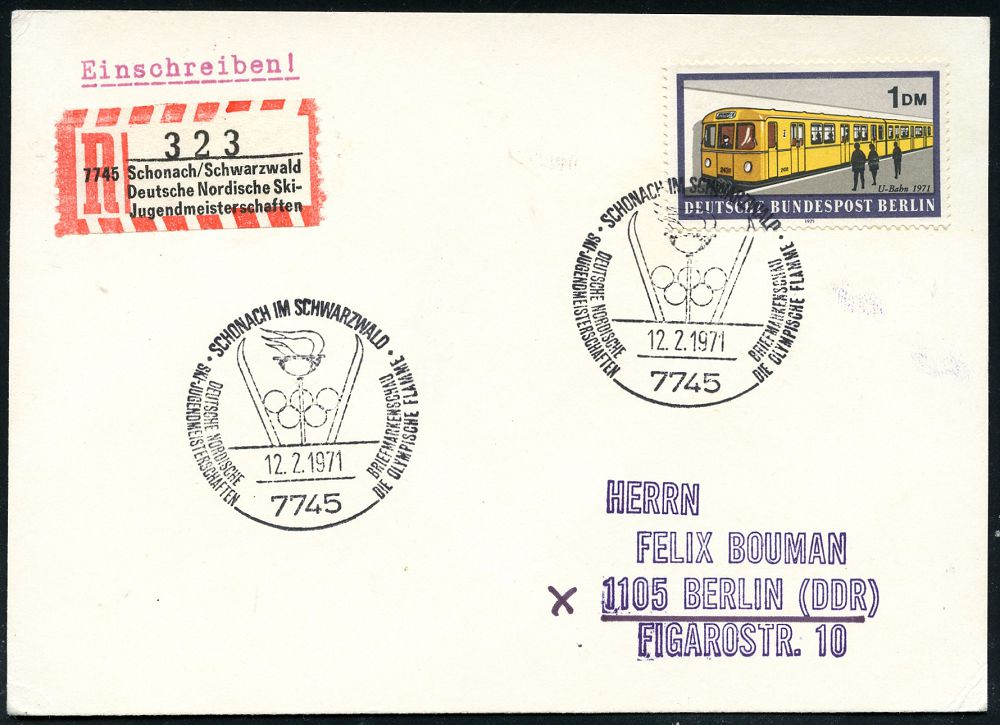 Einschreiben!
R
323
7745 Schonach/Schwarzwald
Deutsche Nordische Ski-
Jugendmeisterschaften
1 DM
U-Bahn 1971
DEUTSCHE BUNDESPOST BERLIN
1971
• SCHONACH IM SCHWARZWALD •
DEUTSCHE NORDISCHE
SKI-JUGENDMEISTERSCHAFTEN
BRIEFMARKENSCHAU
DIE OLYMPISCHE FLAMME
12.2.1971
7745
• SCHONACH IM SCHWARZWALD •
DEUTSCHE NORDISCHE
SKI-JUGENDMEISTERSCHAFTEN
BRIEFMARKENSCHAU
DIE OLYMPISCHE FLAMME
12.2.1971
7745
HERRN
FELIX BOUMAN
X 1105 BERLIN (DDR)
FIGAROSTR. 10